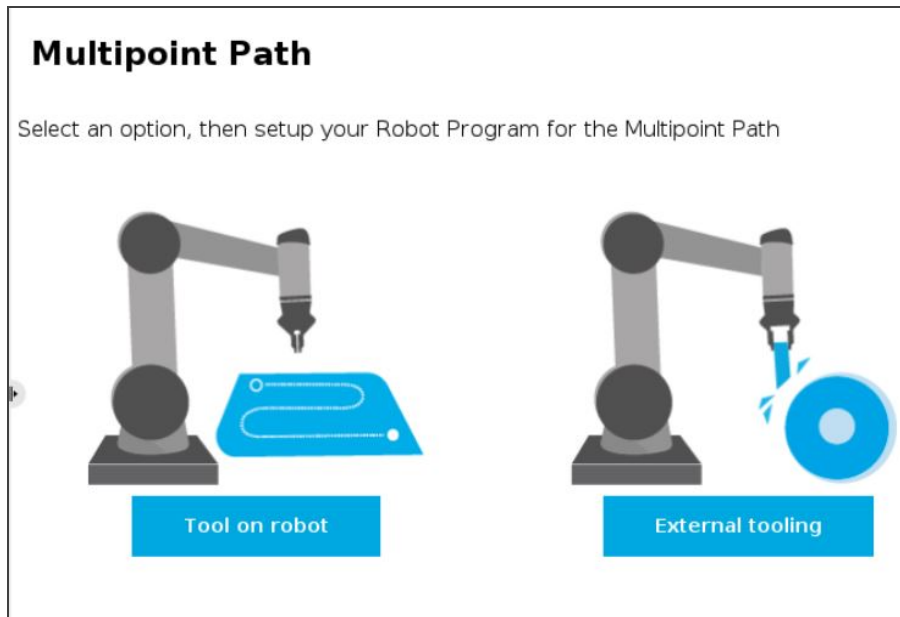 Multipoint Path
Select an option, then setup your Robot Program for the Multipoint Path
Tool on robot
External tooling